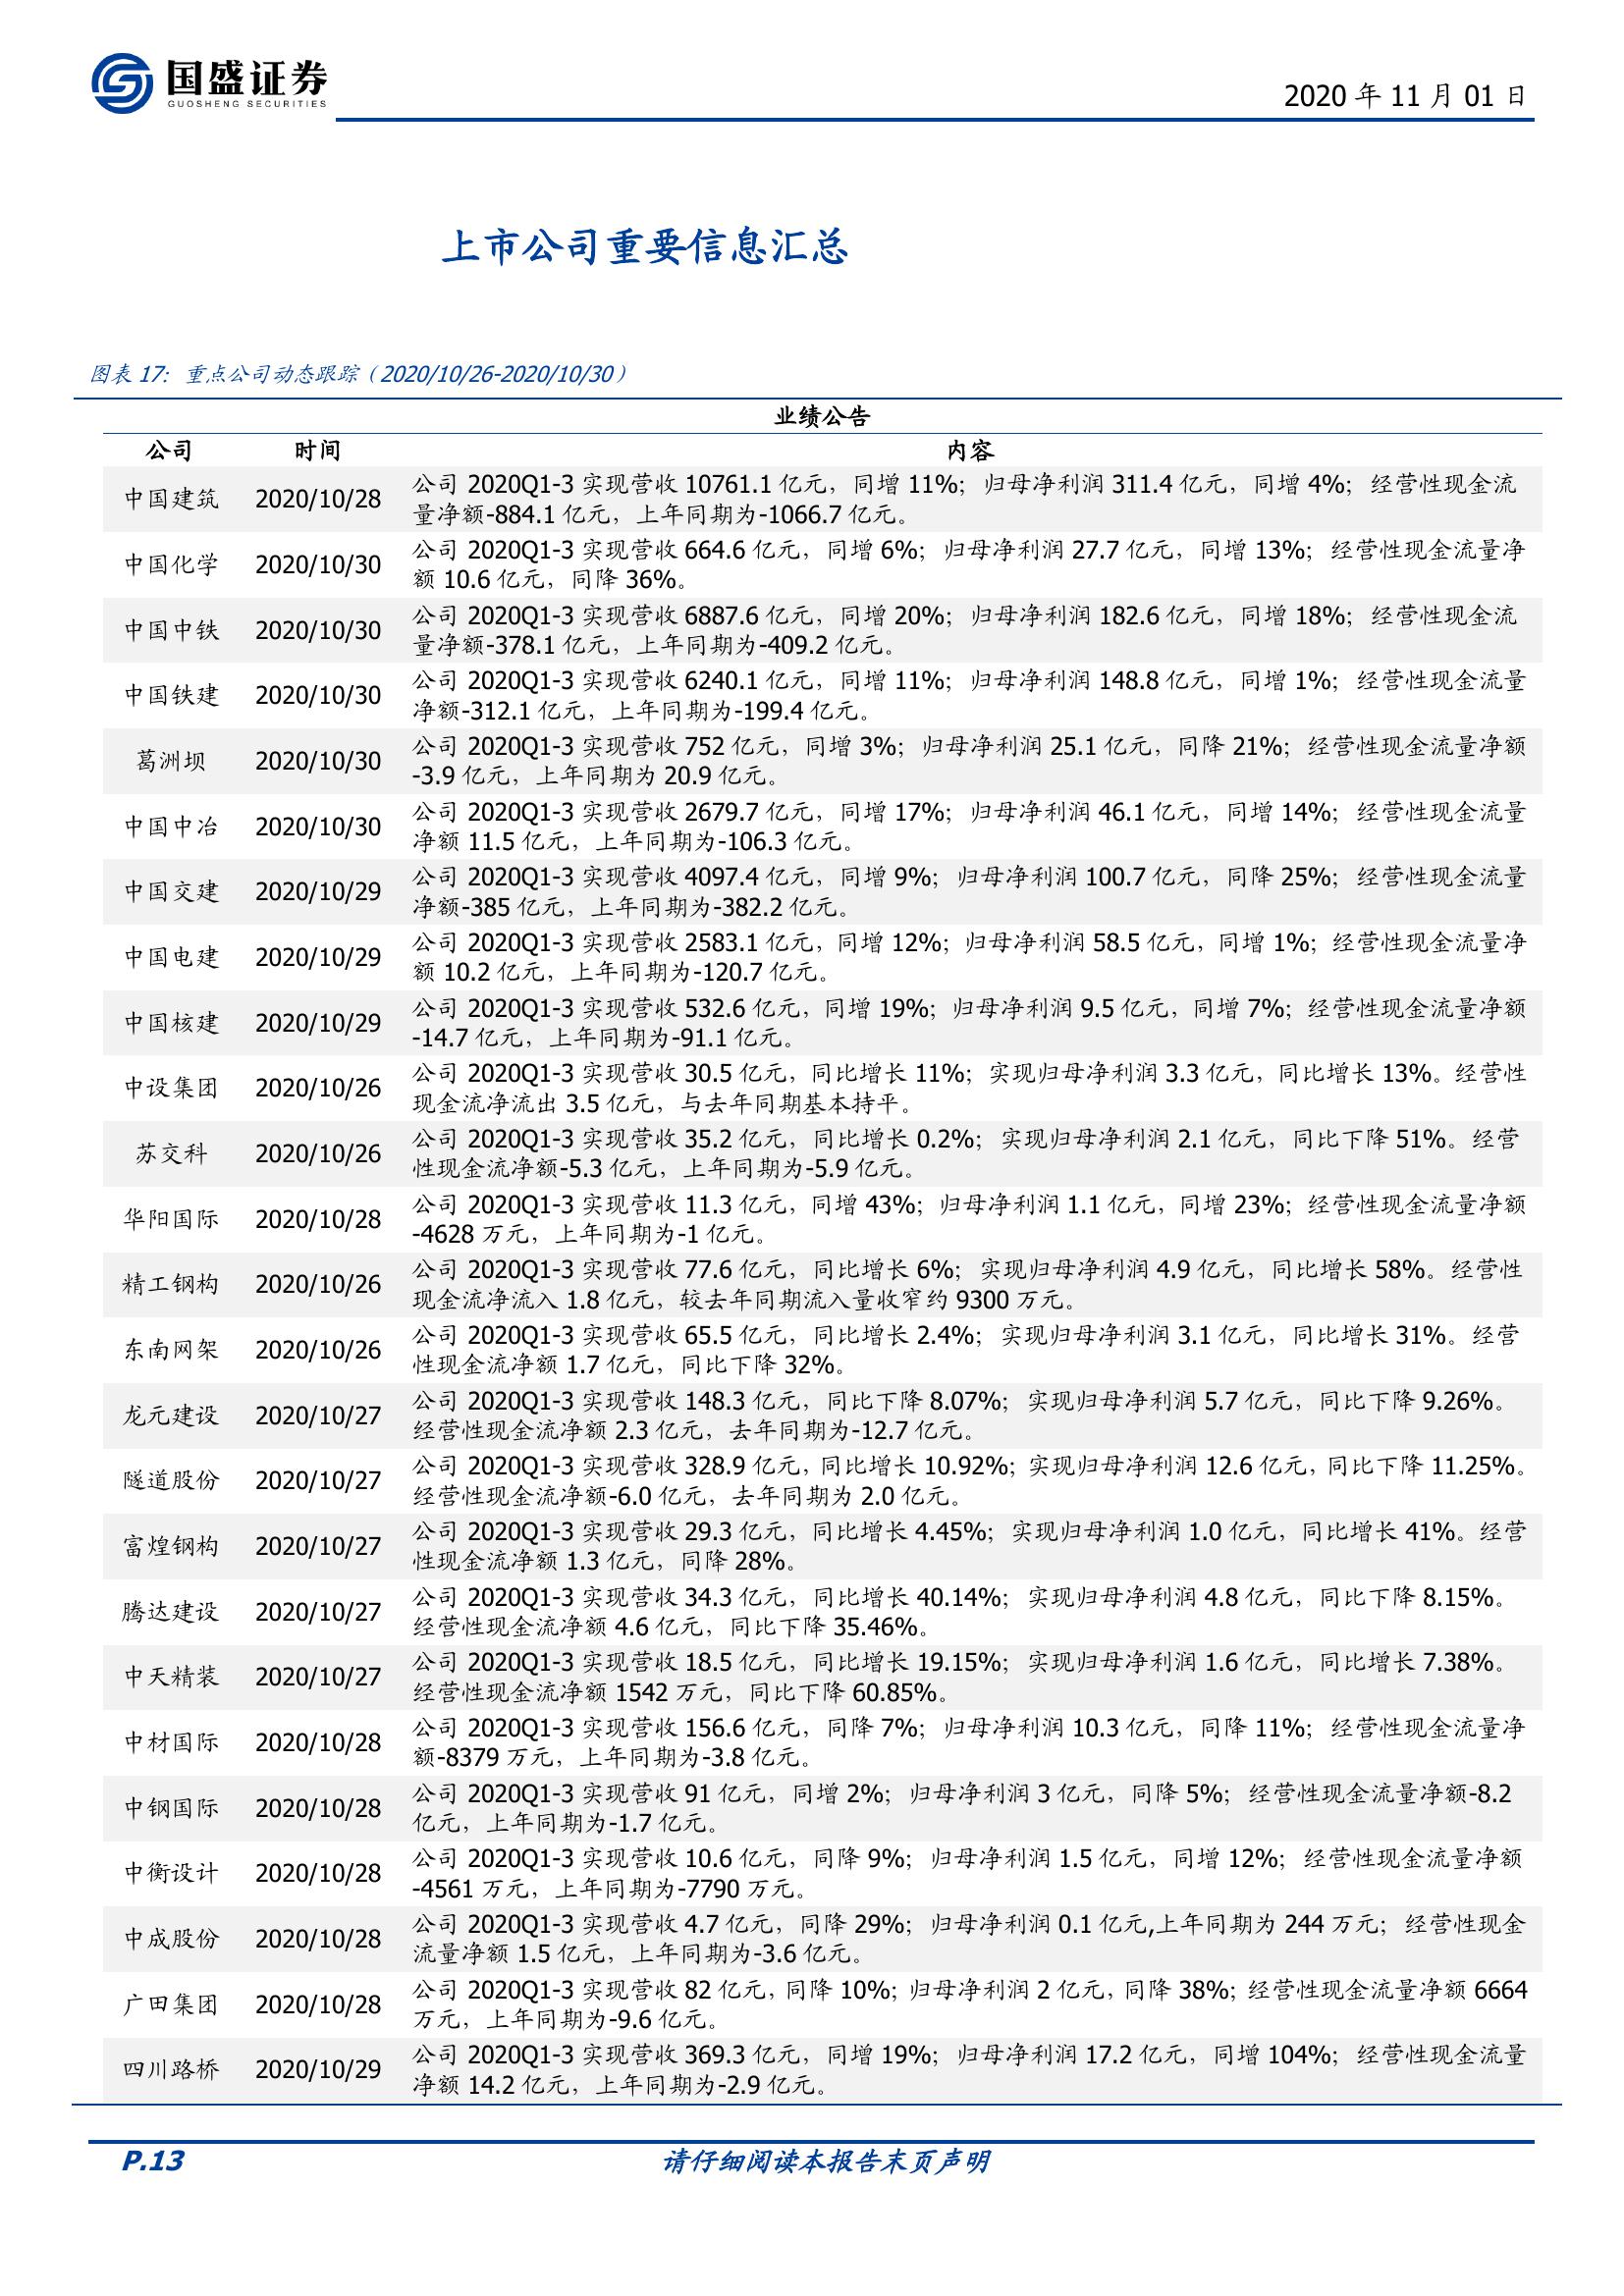 国盛证券
GUOSHENG SECURITIES
2020 年 11 月 01 日
上市公司重要信息汇总
图表 17：重点公司动态跟踪（2020/10/26-2020/10/30）
业绩公告
公司 时间 内容
中国建筑 2020/10/28 公司 2020Q1-3 实现营收 10761.1 亿元，同增 11%；归母净利润 311.4 亿元，同增 4%；经营性现金流
量净额-884.1 亿元，上年同期为-1066.7 亿元。
中国化学 2020/10/30 公司 2020Q1-3 实现营收 664.6 亿元，同增 6%；归母净利润 27.7 亿元，同增 13%；经营性现金流量净
额 10.6 亿元，同降 36%。
中国中铁 2020/10/30 公司 2020Q1-3 实现营收 6887.6 亿元，同增 20%；归母净利润 182.6 亿元，同增 18%；经营性现金流
量净额-378.1 亿元，上年同期为-409.2 亿元。
中国铁建 2020/10/30 公司 2020Q1-3 实现营收 6240.1 亿元，同增 11%；归母净利润 148.8 亿元，同增 1%；经营性现金流量
净额-312.1 亿元，上年同期为-199.4 亿元。
葛洲坝 2020/10/30 公司 2020Q1-3 实现营收 752 亿元，同增 3%；归母净利润 25.1 亿元，同降 21%；经营性现金流量净额
-3.9 亿元，上年同期为 20.9 亿元。
中国中冶 2020/10/30 公司 2020Q1-3 实现营收 2679.7 亿元，同增 17%；归母净利润 46.1 亿元，同增 14%；经营性现金流量
净额 11.5 亿元，上年同期为-106.3 亿元。
中国交建 2020/10/29 公司 2020Q1-3 实现营收 4097.4 亿元，同增 9%；归母净利润 100.7 亿元，同降 25%；经营性现金流量
净额-385 亿元，上年同期为-382.2 亿元。
中国电建 2020/10/29 公司 2020Q1-3 实现营收 2583.1 亿元，同增 12%；归母净利润 58.5 亿元，同增 1%；经营性现金流量净
额 10.2 亿元，上年同期为-120.7 亿元。
中国核建 2020/10/29 公司 2020Q1-3 实现营收 532.6 亿元，同增 19%；归母净利润 9.5 亿元，同增 7%；经营性现金流量净额
-14.7 亿元，上年同期为-91.1 亿元。
中设集团 2020/10/26 公司 2020Q1-3 实现营收 30.5 亿元，同比增长 11%；实现归母净利润 3.3 亿元，同比增长 13%。经营性
现金流净流出 3.5 亿元，与去年同期基本持平。
苏交科 2020/10/26 公司 2020Q1-3 实现营收 35.2 亿元，同比增长 0.2%；实现归母净利润 2.1 亿元，同比下降 51%。经营
性现金流净额-5.3 亿元，上年同期为-5.9 亿元。
华阳国际 2020/10/28 公司 2020Q1-3 实现营收 11.3 亿元，同增 43%；归母净利润 1.1 亿元，同增 23%；经营性现金流量净额
-4628 万元，上年同期为-1 亿元。
精工钢构 2020/10/26 公司 2020Q1-3 实现营收 77.6 亿元，同比增长 6%；实现归母净利润 4.9 亿元，同比增长 58%。经营性
现金流净流入 1.8 亿元，较去年同期流入量收窄约 9300 万元。
东南网架 2020/10/26 公司 2020Q1-3 实现营收 65.5 亿元，同比增长 2.4%；实现归母净利润 3.1 亿元，同比增长 31%。经营
性现金流净额 1.7 亿元，同比下降 32%。
龙元建设 2020/10/27 公司 2020Q1-3 实现营收 148.3 亿元，同比下降 8.07%；实现归母净利润 5.7 亿元，同比下降 9.26%。
经营性现金流净额 2.3 亿元，去年同期为-12.7 亿元。
隧道股份 2020/10/27 公司 2020Q1-3 实现营收 328.9 亿元，同比增长 10.92%；实现归母净利润 12.6 亿元，同比下降 11.25%。
经营性现金流净额-6.0 亿元，去年同期为 2.0 亿元。
富煌钢构 2020/10/27 公司 2020Q1-3 实现营收 29.3 亿元，同比增长 4.45%；实现归母净利润 1.0 亿元，同比增长 41%。经营
性现金流净额 1.3 亿元，同降 28%。
腾达建设 2020/10/27 公司 2020Q1-3 实现营收 34.3 亿元，同比增长 40.14%；实现归母净利润 4.8 亿元，同比下降 8.15%。
经营性现金流净额 4.6 亿元，同比下降 35.46%。
中天精装 2020/10/27 公司 2020Q1-3 实现营收 18.5 亿元，同比增长 19.15%；实现归母净利润 1.6 亿元，同比增长 7.38%。
经营性现金流净额 1542 万元，同比下降 60.85%。
中材国际 2020/10/28 公司 2020Q1-3 实现营收 156.6 亿元，同降 7%；归母净利润 10.3 亿元，同降 11%；经营性现金流量净
额-8379 万元，上年同期为-3.8 亿元。
中钢国际 2020/10/28 公司 2020Q1-3 实现营收 91 亿元，同增 2%；归母净利润 3 亿元，同降 5%；经营性现金流量净额-8.2
亿元，上年同期为-1.7 亿元。
中衡设计 2020/10/28 公司 2020Q1-3 实现营收 10.6 亿元，同降 9%；归母净利润 1.5 亿元，同增 12%；经营性现金流量净额
-4561 万元，上年同期为-7790 万元。
中成股份 2020/10/28 公司 2020Q1-3 实现营收 4.7 亿元，同降 29%；归母净利润 0.1 亿元,上年同期为 244 万元；经营性现金
流量净额 1.5 亿元，上年同期为-3.6 亿元。
广田集团 2020/10/28 公司 2020Q1-3 实现营收 82 亿元，同降 10%；归母净利润 2 亿元，同降 38%；经营性现金流量净额 6664
万元，上年同期为-9.6 亿元。
四川路桥 2020/10/29 公司 2020Q1-3 实现营收 369.3 亿元，同增 19%；归母净利润 17.2 亿元，同增 104%；经营性现金流量
净额 14.2 亿元，上年同期为-2.9 亿元。
P.13 请仔细阅读本报告末页声明